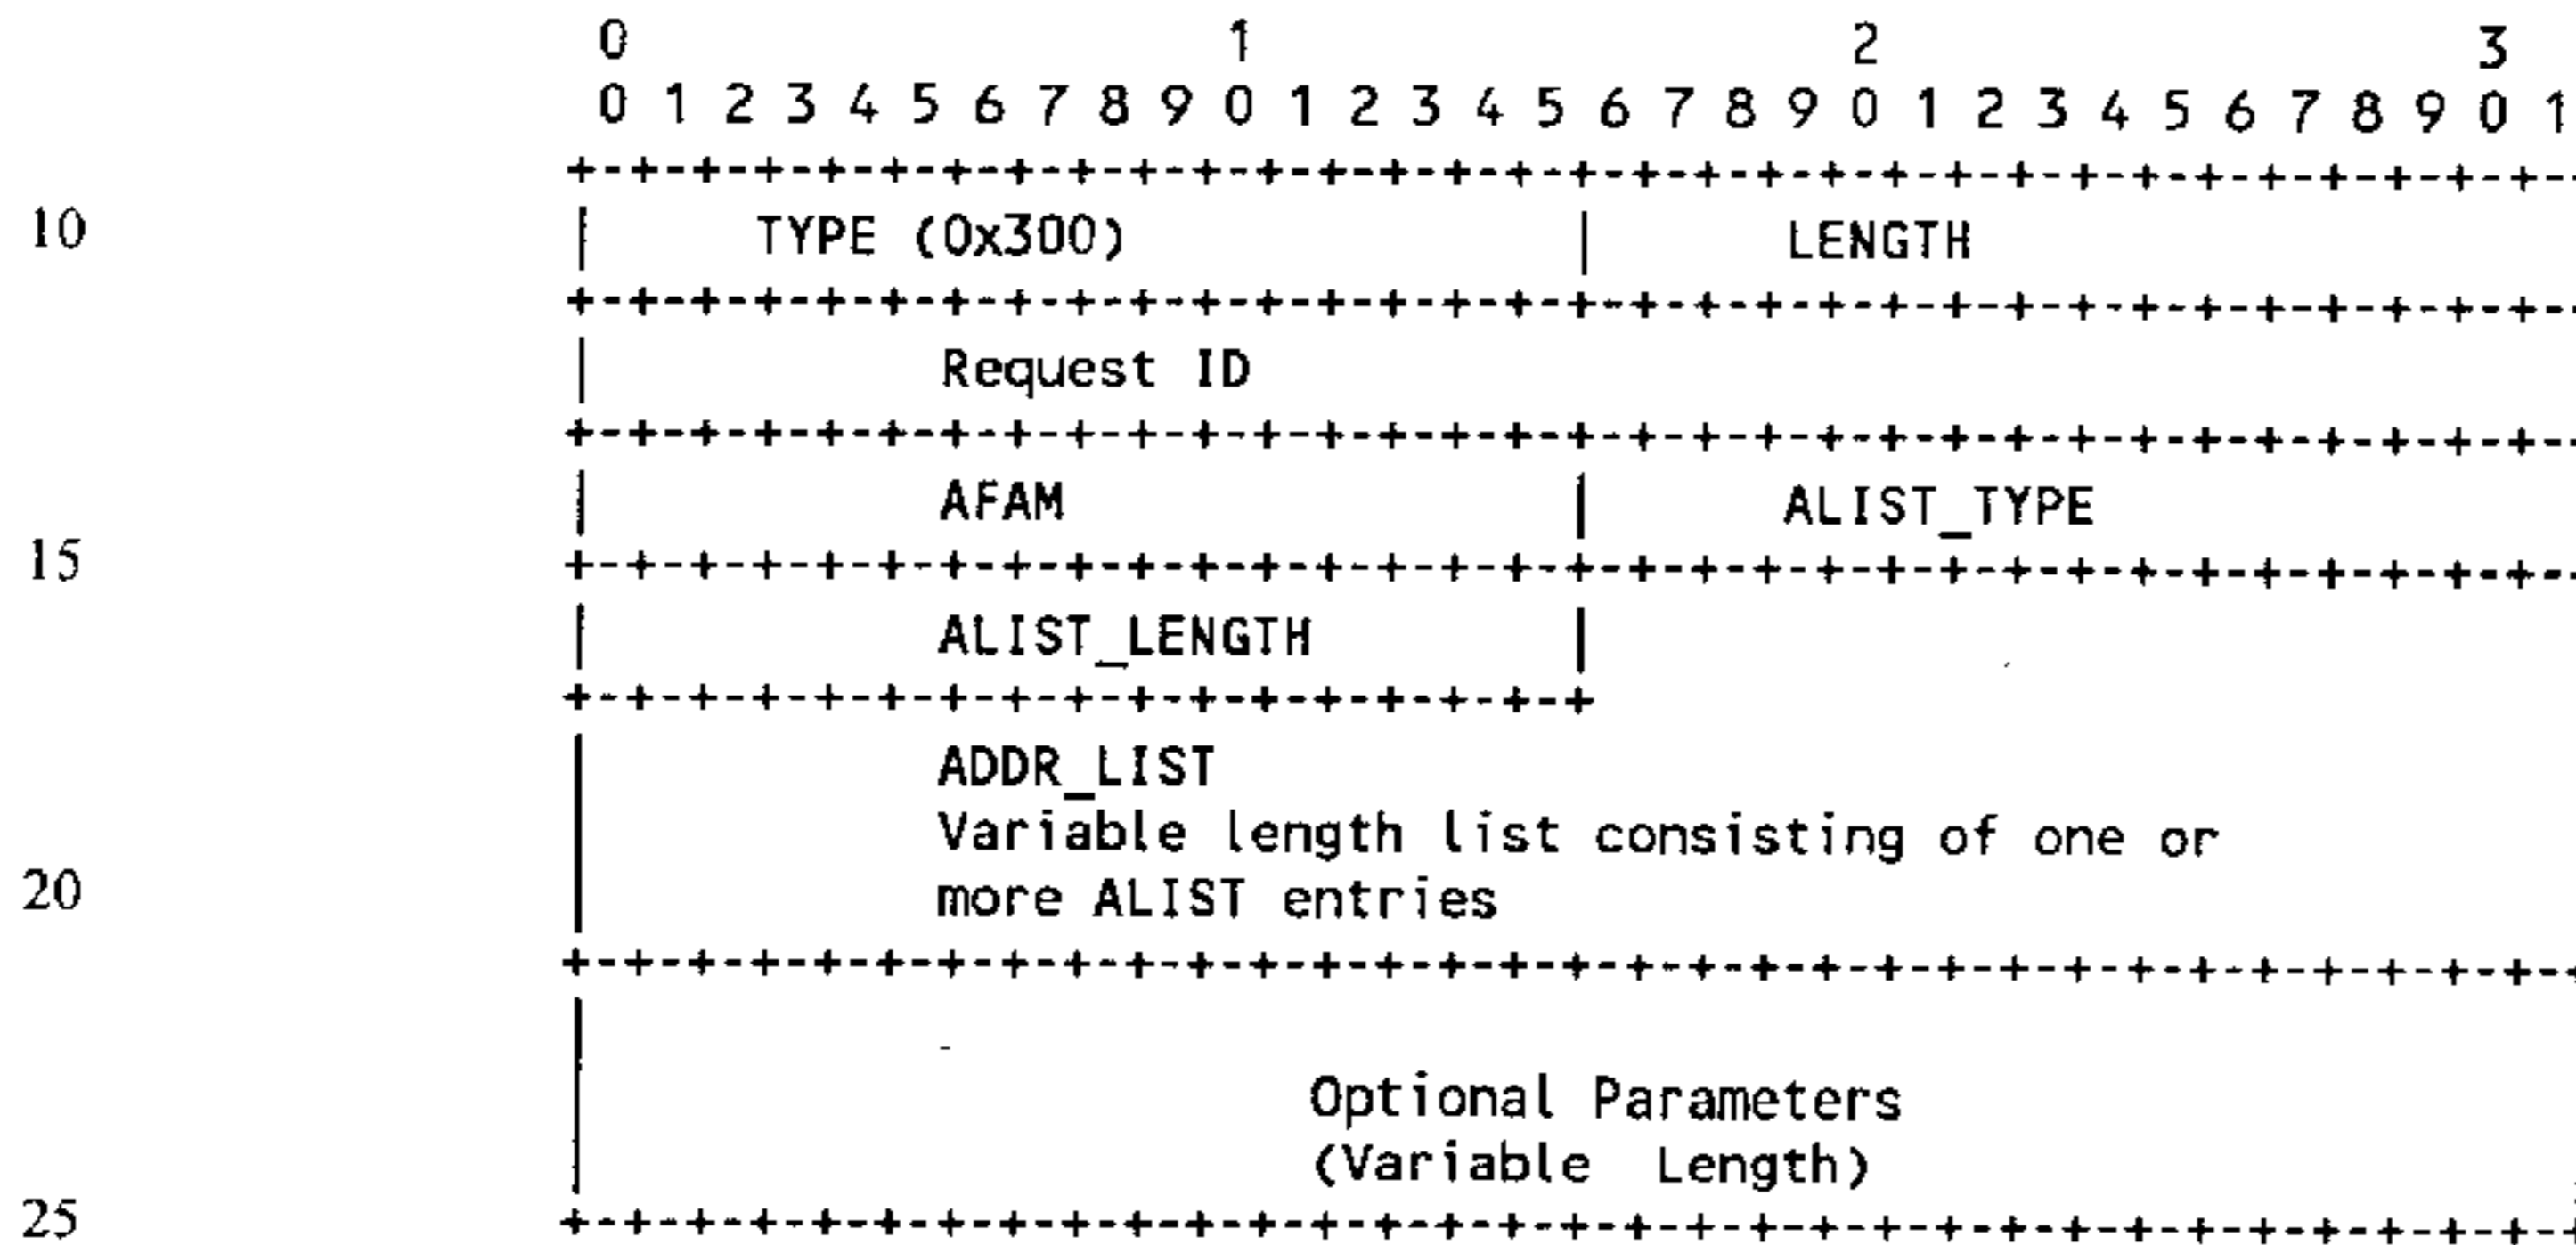 0 1 2 3
0 1 2 3 4 5 6 7 8 9 0 1 2 3 4 5 6 7 8 9 0 1 2 3 4 5 6 7 8 9 0 1
+-+-+-+-+-+-+-+-+-+-+-+-+-+-+-+-+-+-+-+-+-+-+-+-+-+-+-+-+-+-+-+-
10 | TYPE (0x300) | LENGTH
+-+-+-+-+-+-+-+-+-+-+-+-+-+-+-+-+-+-+-+-+-+-+-+-+-+-+-+-+-+-+-+-
| Request ID
+-+-+-+-+-+-+-+-+-+-+-+-+-+-+-+-+-+-+-+-+-+-+-+-+-+-+-+-+-+-+-+-
| AFAM | ALIST_TYPE
15 +-+-+-+-+-+-+-+-+-+-+-+-+-+-+-+-+-+-+-+-+-+-+-+-+-+-+-+-+-+-+-+-
| ALIST_LENGTH |
+-+-+-+-+-+-+-+-+-+-+-+-+-+-+-+-+
| ADDR_LIST
Variable length list consisting of one or
20 more ALIST entries
+-+-+-+-+-+-+-+-+-+-+-+-+-+-+-+-+-+-+-+-+-+-+-+-+-+-+-+-+-+-+-+-
| Optional Parameters
(Variable Length)
25 +-+-+-+-+-+-+-+-+-+-+-+-+-+-+-+-+-+-+-+-+-+-+-+-+-+-+-+-+-+-+-+-